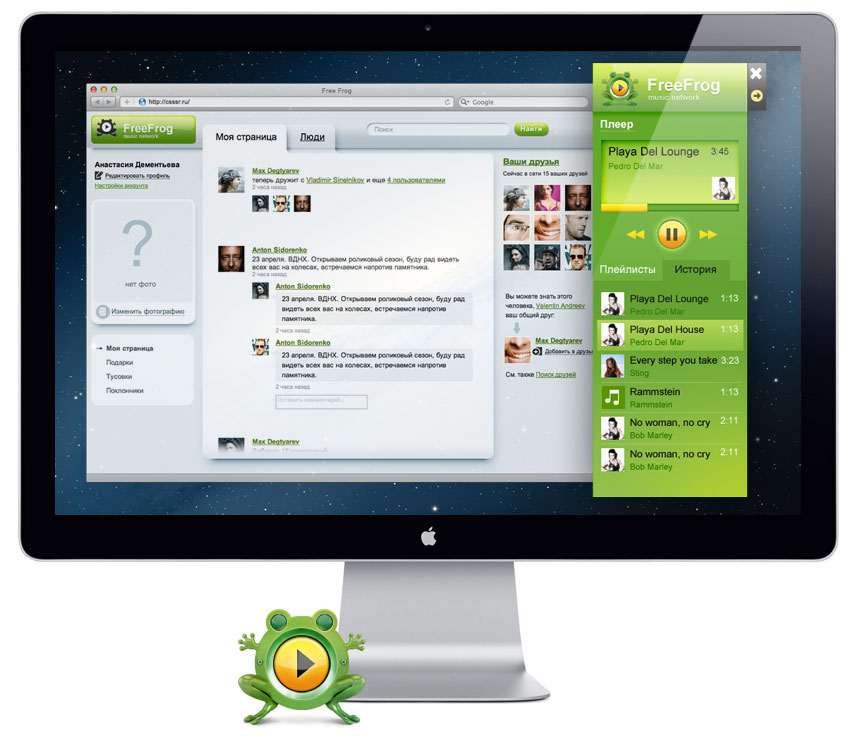 Free Frog
http://csssr.ru/
Google
FreeFrog
music network
Моя страница
Люди
Поиск
Найти
Анастасия Дементьева
Редактировать профиль
Настройки аккаунта
?
нет фото
Изменить фотографию
Моя страница
Подарки
Тусовки
Поклонники
Max Degtyarev
теперь дружит с Vladimir Sinelnikov и еще 4 пользователями
2 часа назад
Anton Sidorenko
23 апреля. ВДНХ. Открываем роликовый сезон, буду рад видеть
всех вас на колесах, встречаемся напротив памятника.
2 часа назад
Anton Sidorenko
23 апреля. ВДНХ. Открываем роликовый сезон, буду рад
видеть всех вас на колесах, встречаемся напротив
памятника.
2 часа назад
Anton Sidorenko
23 апреля. ВДНХ. Открываем роликовый сезон, буду рад
видеть всех вас на колесах, встречаемся напротив
памятника.
2 часа назад
Оставить комментарий...
Max Degtyarev
Ваши друзья
Сейчас в сети 15 ваших друзей
Вы можете знать этого
человека, Valentin Andreev
ваш общий друг:
Max Degtyarev
Добавить в друзь
См. также Поиск друзей
FreeFrog
music network
Плеер
Playa Del Lounge 3:45
Pedro Del Mar
Плейлисты
История
Playa Del Lounge 1:13
Pedro Del Mar
Playa Del House 1:13
Pedro Del Mar
Every step you take 3:23
Sting
Rammstein 1:13
Rammstein
No woman, no cry 2:11
Bob Marley
No woman, no cry 2:11
Bob Marley